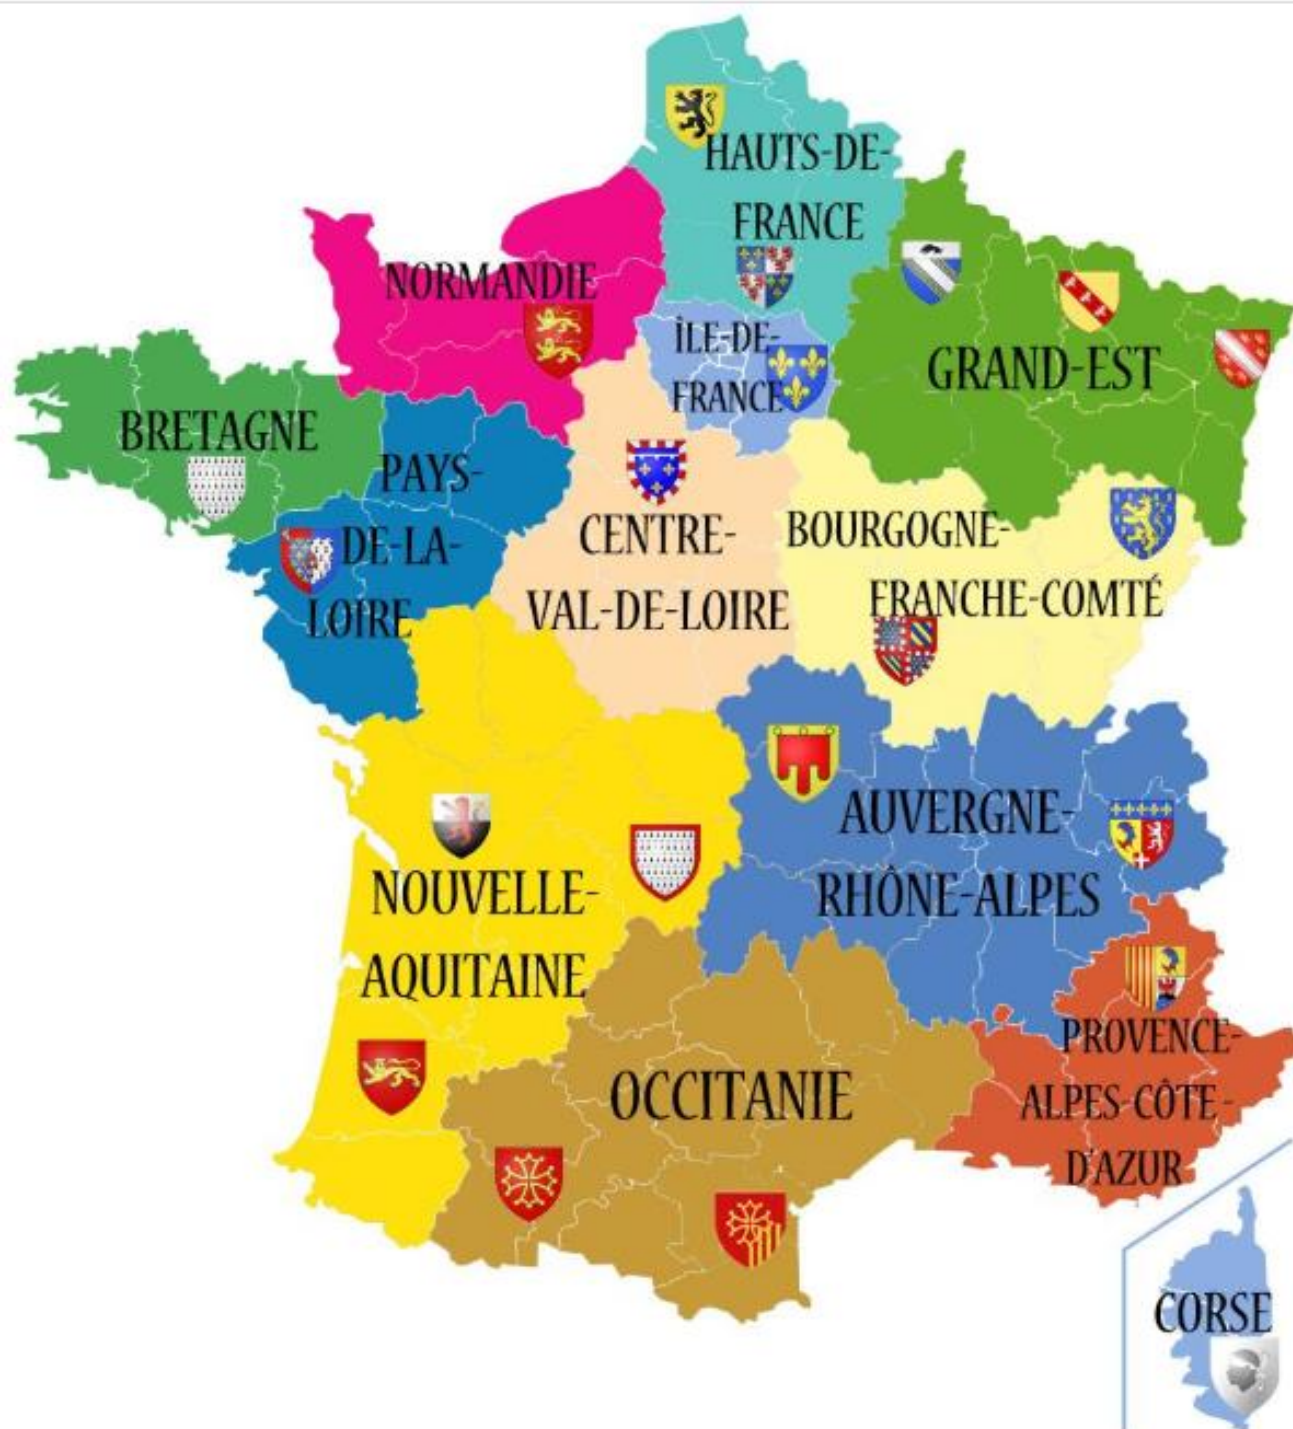 HAUTS-DE-
FRANCE
NORMANDIE
ÎLE-DE-
FRANCE
GRAND-EST
BRETAGNE
PAYS-
DE-LA-
LOIRE
CENTRE-
VAL-DE-LOIRE
BOURGOGNE-
FRANCHE-COMTÉ
AUVERGNE-
RHÔNE-ALPES
NOUVELLE-
AQUITAINE
OCCITANIE
PROVENCE-
ALPES-CÔTE-
D'AZUR
CORSE